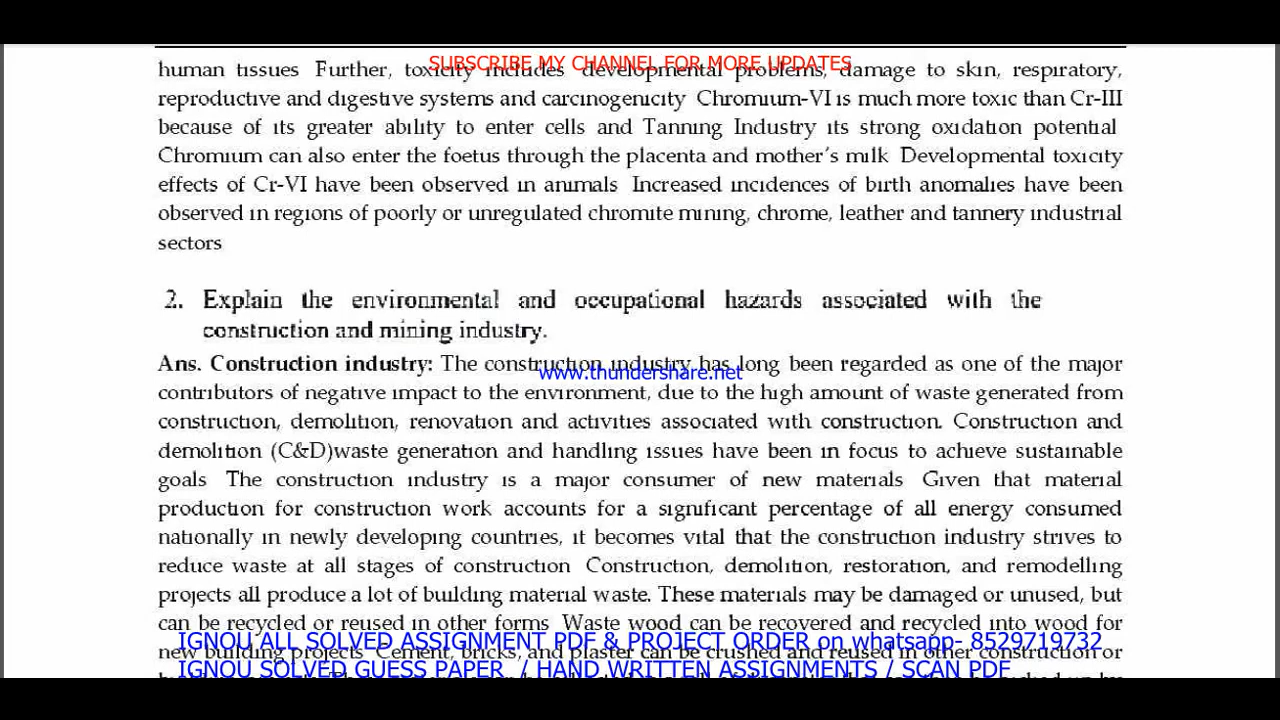 SUBSCRIBE MY CHANNEL FOR MORE UPDATES
human tissues Further, toxicity includes developmental problems, damage to skin, respiratory,
reproductive and digestive systems and carcinogenicity Chromium-VI is much more toxic than Cr-III
because of its greater ability to enter cells and Tanning Industry its strong oxidation potential
Chromium can also enter the foetus through the placenta and mother's milk Developmental toxicity
effects of Cr-VI have been observed in animals Increased incidences of birth anomalies have been
observed in regions of poorly or unregulated chromite mining, chrome, leather and tannery industrial
sectors
2. Explain the environmental and occupational hazards associated with the
construction and mining industry.
Ans. Construction industry: The construction industry has long been regarded as one of the major
www.thundershare.net
contributors of negative impact to the environment, due to the high amount of waste generated from
construction, demolition, renovation and activities associated with construction. Construction and
demolition (C&D)waste generation and handling issues have been in focus to achieve sustainable
goals The construction industry is a major consumer of new materials Given that material
production for construction work accounts for a significant percentage of all energy consumed
nationally in newly developing countries, it becomes vital that the construction industry strives to
reduce waste at all stages of construction Construction, demolition, restoration, and remodelling
projects all produce a lot of building material waste. These materials may be damaged or unused, but
can be recycled or reused in other forms Waste wood can be recovered and recycled into wood for
IGNOU ALL SOLVED ASSIGNMENT PDF & PROJECT ORDER on whatsapp- 8529719732
new building projects Cement, bricks, and plaster can be crushed and reused in other construction or
IGNOU SOLVED GUESS PAPER / HAND WRITTEN ASSIGNMENTS / SCAN PDF